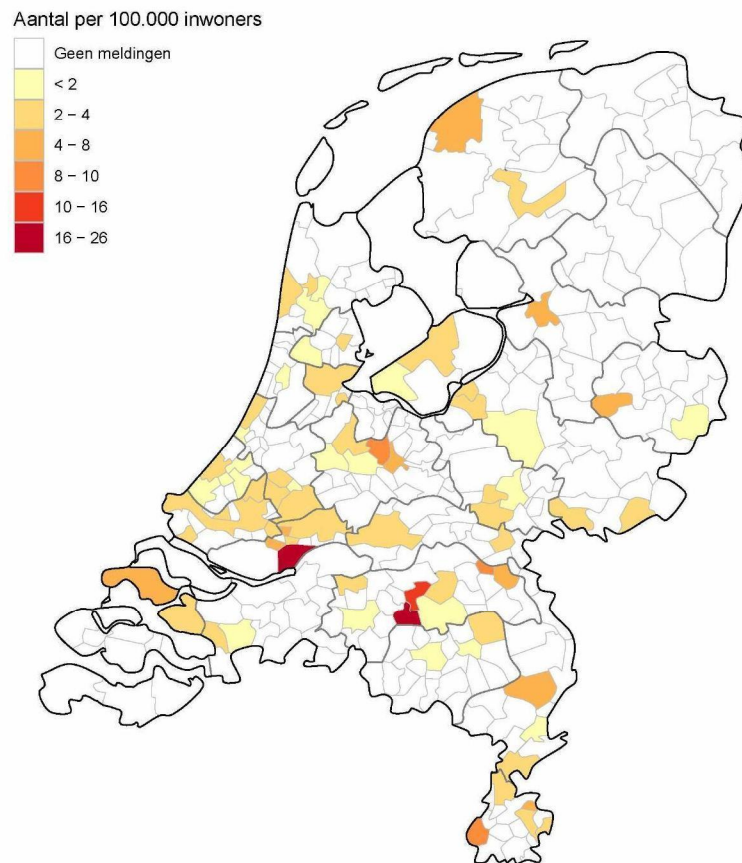 Aantal per 100.000 inwoners
Geen meldingen
< 2
2 – 4
4 – 8
8 – 10
10 – 16
16 – 26